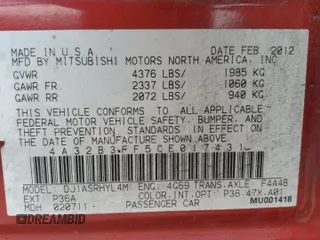 MADE IN U.S.A. DATE FEB 2012
MFD BY MITSUBISHI MOTORS NORTH AMERICA, INC.
GVWR 4376 LBS/ 1985 KG
GAWR FR. 2337 LBS/ 1060 KG
GAWR RR 2072 LBS/ 940 KG
THIS VEHICLE CONFORMS TO ALL APPLICABLE
FEDERAL MOTOR VEHICLE SAFETY, BUMPER, AND
THEFT PREVENTION STANDARDS IN EFFECT ON THE
DATE OF MANUFACTURE SHOWN ABOVE.
4A32B3FF5CE017431
MODEL DJ1ASRHYL4M ENG. 4G69 TRANS.AXLE. F4A4B
EXT: P36A COLOR.INT.OPT: P36.47X.A01
MDH 020711 PASSENGER CAR MU001418